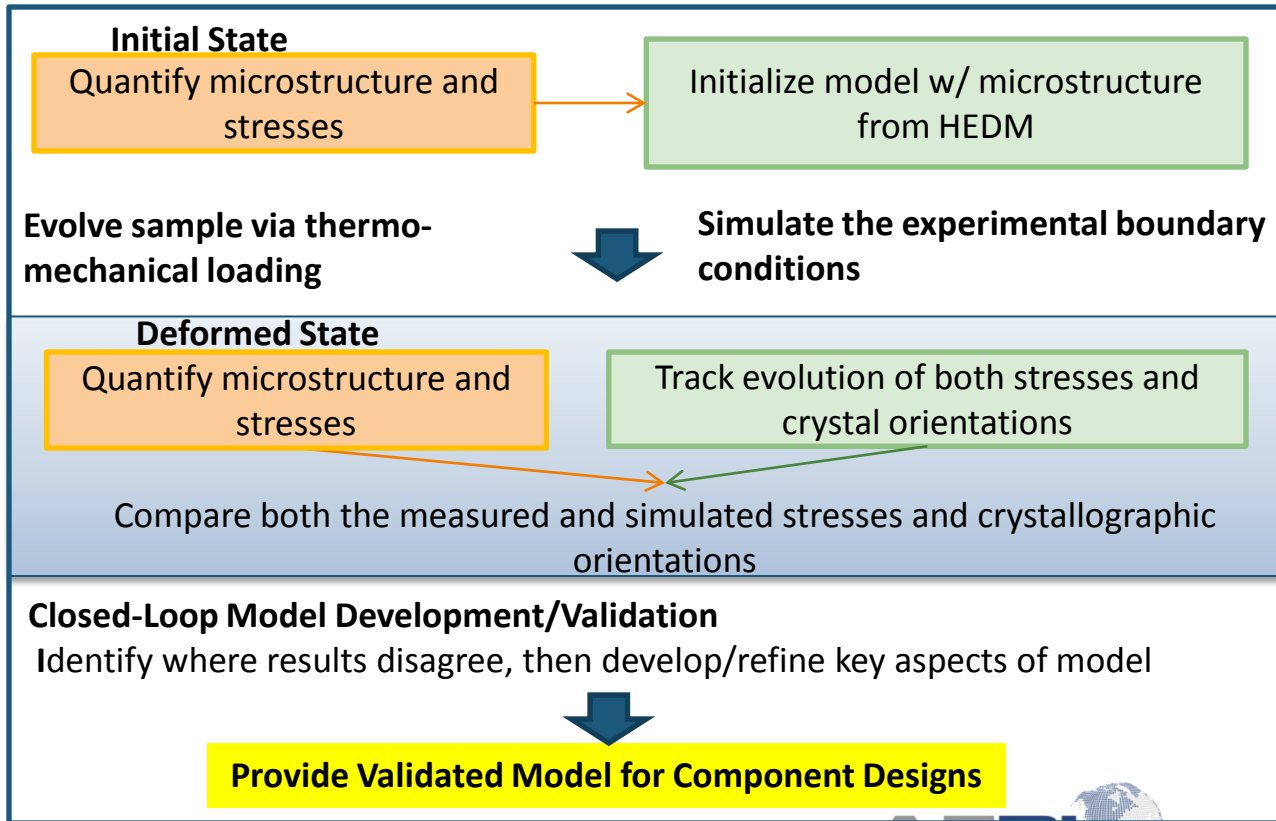 Initial State
Quantify microstructure and
stresses
Initialize model w/ microstructure
from HEDM
Evolve sample via thermo-
mechanical loading
Simulate the experimental boundary
conditions
Deformed State
Quantify microstructure and
stresses
Track evolution of both stresses and
crystal orientations
Compare both the measured and simulated stresses and crystallographic
orientations
Closed-Loop Model Development/Validation
Identify where results disagree, then develop/refine key aspects of model
Provide Validated Model for Component Designs